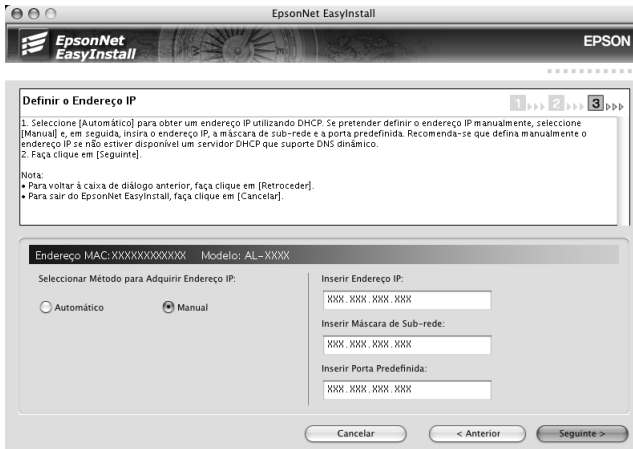 EpsonNet EasyInstall
EpsonNet
EasyInstall
EPSON
Definir o Endereço IP
1 2 3
1. Seleccione [Automático] para obter um endereço IP utilizando DHCP. Se pretender definir o endereço IP manualmente, seleccione
[Manual] e, em seguida, insira o endereço IP, a máscara de sub-rede e a porta predefinida. Recomenda-se que defina manualmente o
endereço IP se não estiver disponível um servidor DHCP que suporte DNS dinâmico.
2. Faça clique em [Seguinte].
Nota:
• Para voltar à caixa de diálogo anterior, faça clique em [Retroceder].
• Para sair do EpsonNet EasyInstall, faça clique em [Cancelar].
Endereço MAC:XXXXXXXXXXXX Modelo: AL-XXXX
Seleccionar Método para Adquirir Endereço IP:
Automático Manual
Inserir Endereço IP:
XXX.XXX.XXX.XXX
Inserir Máscara de Sub-rede:
XXX.XXX.XXX.XXX
Inserir Porta Predefinida:
XXX.XXX.XXX.XXX
Cancelar < Anterior Seguinte >